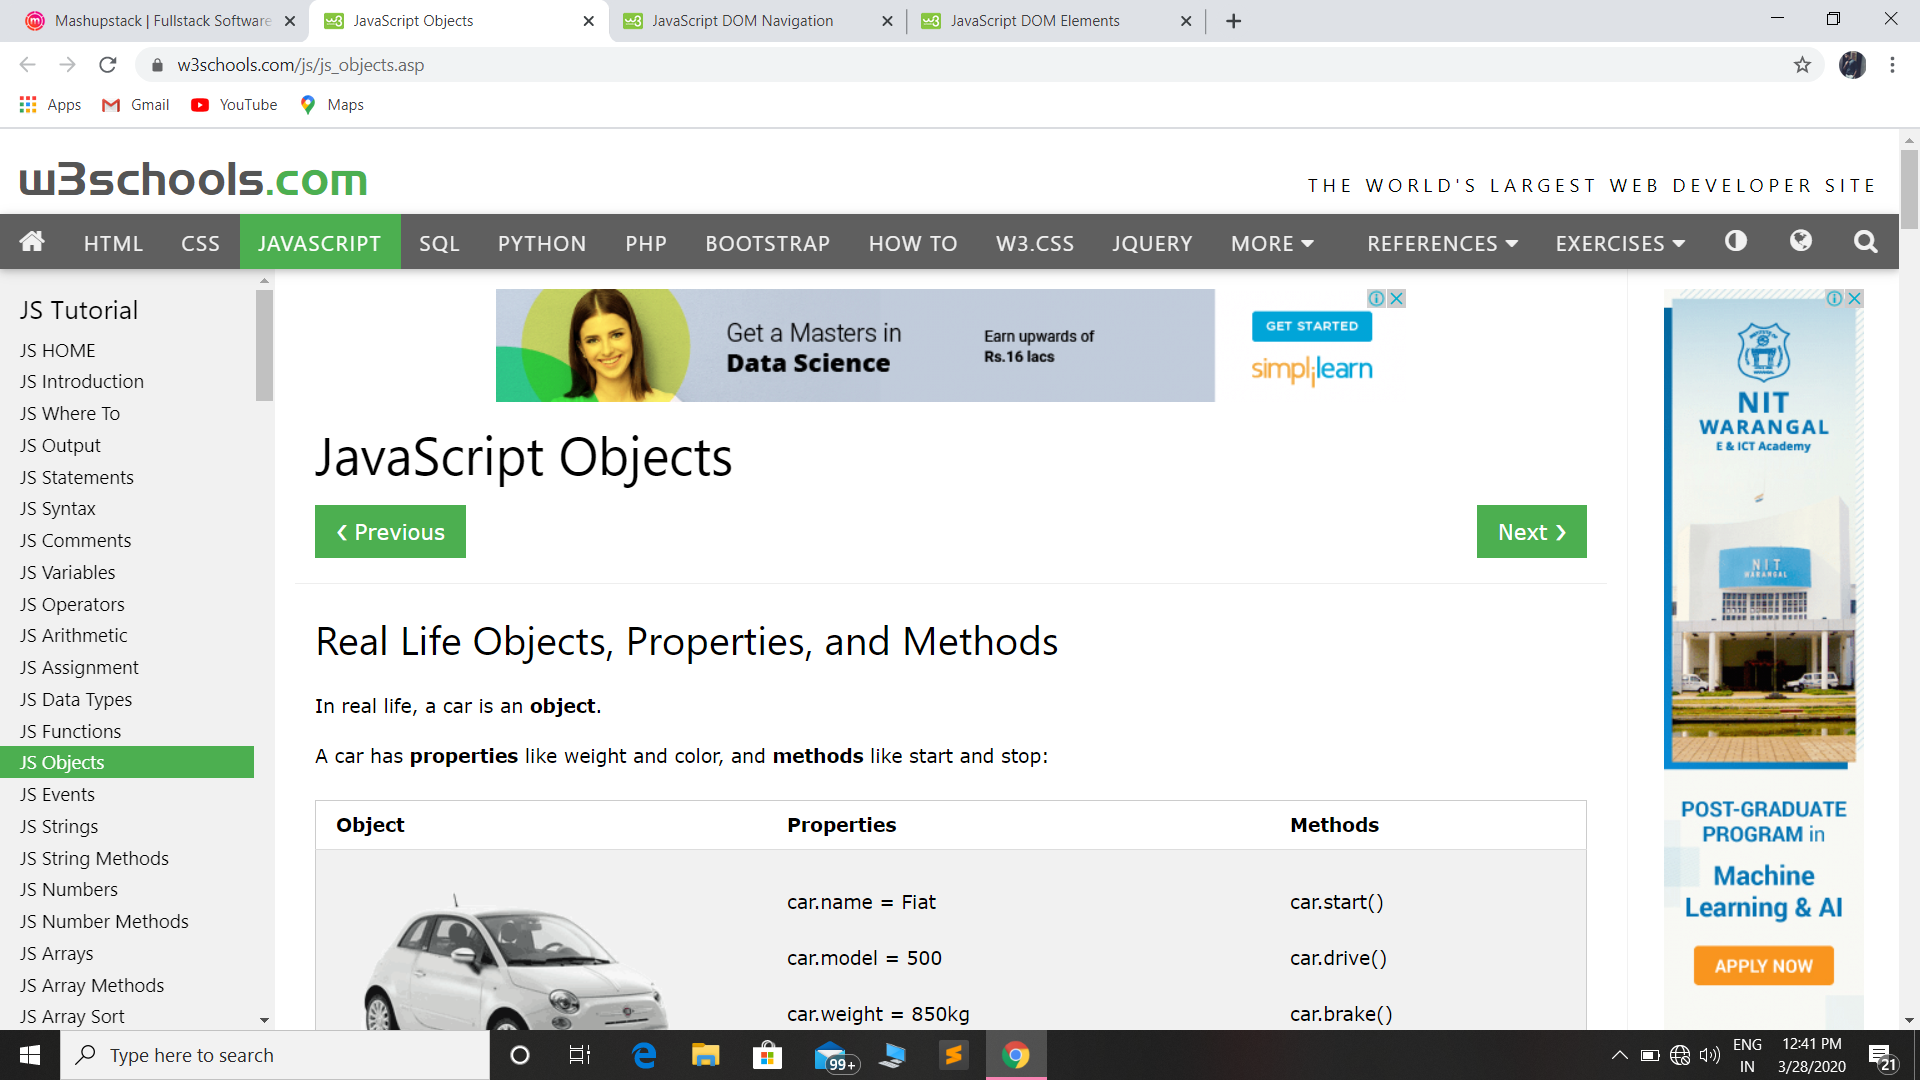 Mashupstack | Fullstack Software
JavaScript Objects
JavaScript DOM Navigation
JavaScript DOM Elements
w3schools.com/js/js_objects.asp
Apps
Gmail
YouTube
Maps
w3schools.com
THE WORLD'S LARGEST WEB DEVELOPER SITE
HTML
CSS
JAVASCRIPT
SQL
PYTHON
PHP
BOOTSTRAP
HOW TO
W3.CSS
JQUERY
MORE
REFERENCES
EXERCISES
JS Tutorial
JS HOME
JS Introduction
JS Where To
JS Output
JS Statements
JS Syntax
JS Comments
JS Variables
JS Operators
JS Arithmetic
JS Assignment
JS Data Types
JS Functions
JS Objects
JS Events
JS Strings
JS String Methods
JS Numbers
JS Number Methods
JS Arrays
JS Array Methods
JS Array Sort
Get a Masters in
Data Science
Earn upwards of
Rs.16 lacs
GET STARTED
simplilearn
JavaScript Objects
❮ Previous
Next ❯
Real Life Objects, Properties, and Methods
In real life, a car is an object.
A car has properties like weight and color, and methods like start and stop:
Object Properties Methods
car.name = Fiat car.start()
car.model = 500 car.drive()
car.weight = 850kg car.brake()
NIT
WARANGAL
E & ICT Academy
NIT
WARANGAL
POST-GRADUATE
PROGRAM in
Machine
Learning & AI
APPLY NOW
Type here to search
99+
ENG
IN
12:41 PM
3/28/2020
21